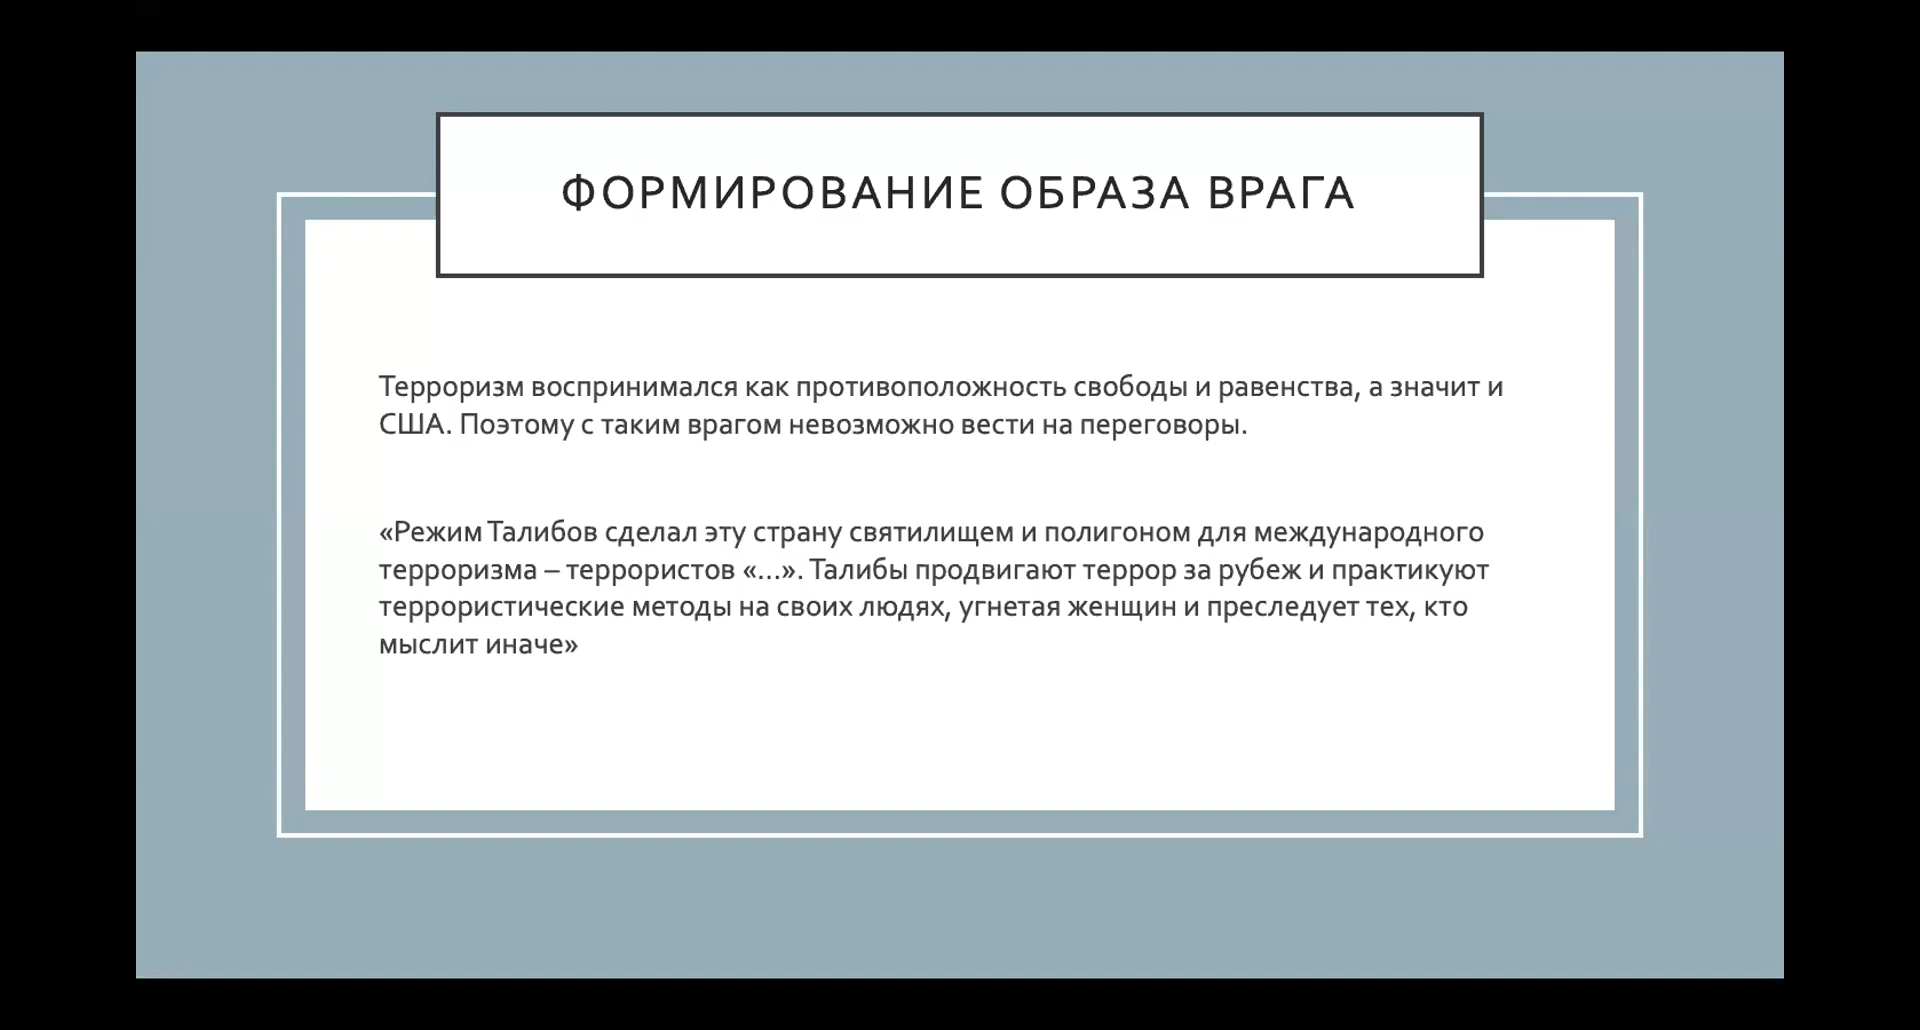 ФОРМИРОВАНИЕ ОБРАЗА ВРАГА
Терроризм воспринимался как противоположность свободы и равенства, а значит и
США. Поэтому с таким врагом невозможно вести на переговоры.
«Режим Талибов сделал эту страну святилищем и полигоном для международного
терроризма – террористов «...». Талибы продвигают террор за рубеж и практикуют
террористические методы на своих людях, угнетая женщин и преследует тех, кто
мыслит иначе»